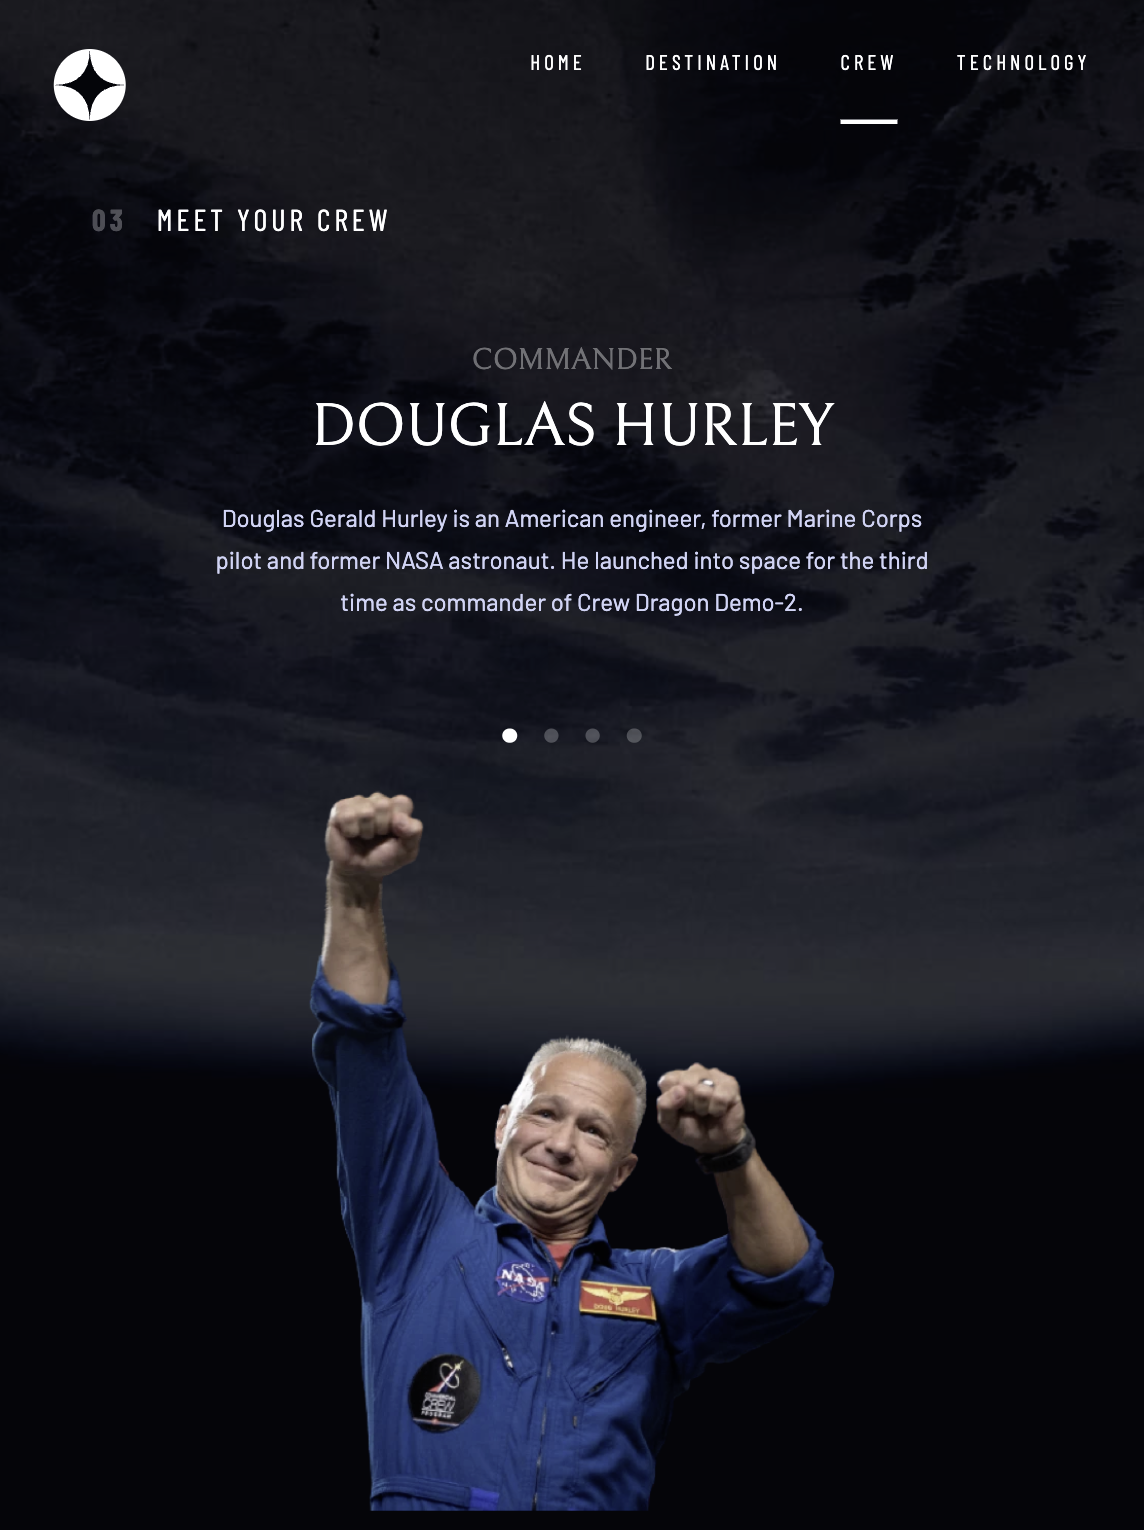 HOME DESTINATION CREW TECHNOLOGY
03 MEET YOUR CREW
COMMANDER
DOUGLAS HURLEY
Douglas Gerald Hurley is an American engineer, former Marine Corps
pilot and former NASA astronaut. He launched into space for the third
time as commander of Crew Dragon Demo-2.
NASA
DOUG HURLEY
COMMERCIAL
CREW
PROGRAM